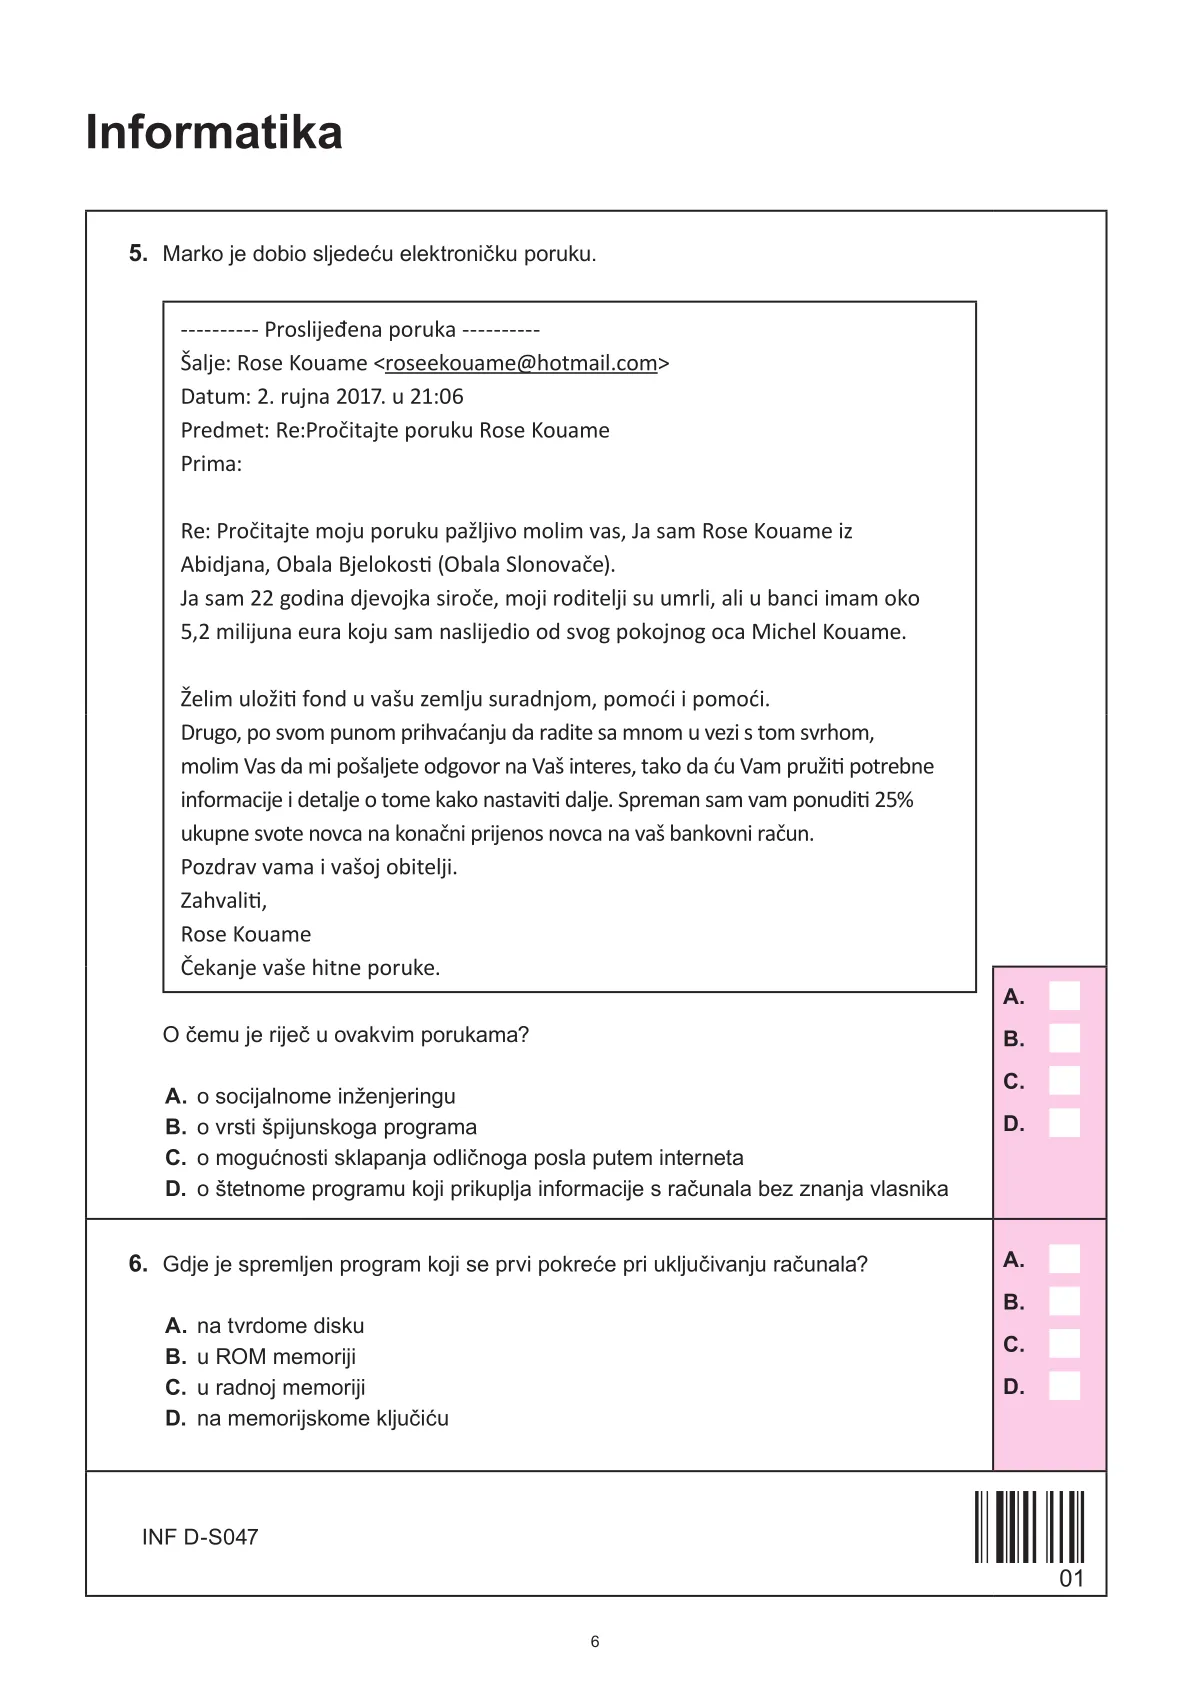 Informatika
5. Marko je dobio sljedeću elektroničku poruku.
---------- Proslijeđena poruka ----------
Šalje: Rose Kouame <roseekouame@hotmail.com>
Datum: 2. rujna 2017. u 21:06
Predmet: Re:Pročitajte poruku Rose Kouame
Prima:
Re: Pročitajte moju poruku pažljivo molim vas, Ja sam Rose Kouame iz
Abidjana, Obala Bjelokosti (Obala Slonovače).
Ja sam 22 godina djevojka siroče, moji roditelji su umrli, ali u banci imam oko
5,2 milijuna eura koju sam naslijedio od svog pokojnog oca Michel Kouame.
Želim uložiti fond u vašu zemlju suradnjom, pomoći i pomoći.
Drugo, po svom punom prihvaćanju da radite sa mnom u vezi s tom svrhom,
molim Vas da mi pošaljete odgovor na Vaš interes, tako da ću Vam pružiti potrebne
informacije i detalje o tome kako nastaviti dalje. Spreman sam vam ponuditi 25%
ukupne svote novca na konačni prijenos novca na vaš bankovni račun.
Pozdrav vama i vašoj obitelji.
Zahvaliti,
Rose Kouame
Čekanje vaše hitne poruke.
O čemu je riječ u ovakvim porukama?
A. o socijalnome inženjeringu
B. o vrsti špijunskoga programa
C. o mogućnosti sklapanja odličnoga posla putem interneta
D. o štetnome programu koji prikuplja informacije s računala bez znanja vlasnika
A.
B.
C.
D.
6. Gdje je spremljen program koji se prvi pokreće pri uključivanju računala?
A. na tvrdome disku
B. u ROM memoriji
C. u radnoj memoriji
D. na memorijskome ključiću
A.
B.
C.
D.
INF D-S047
01
6